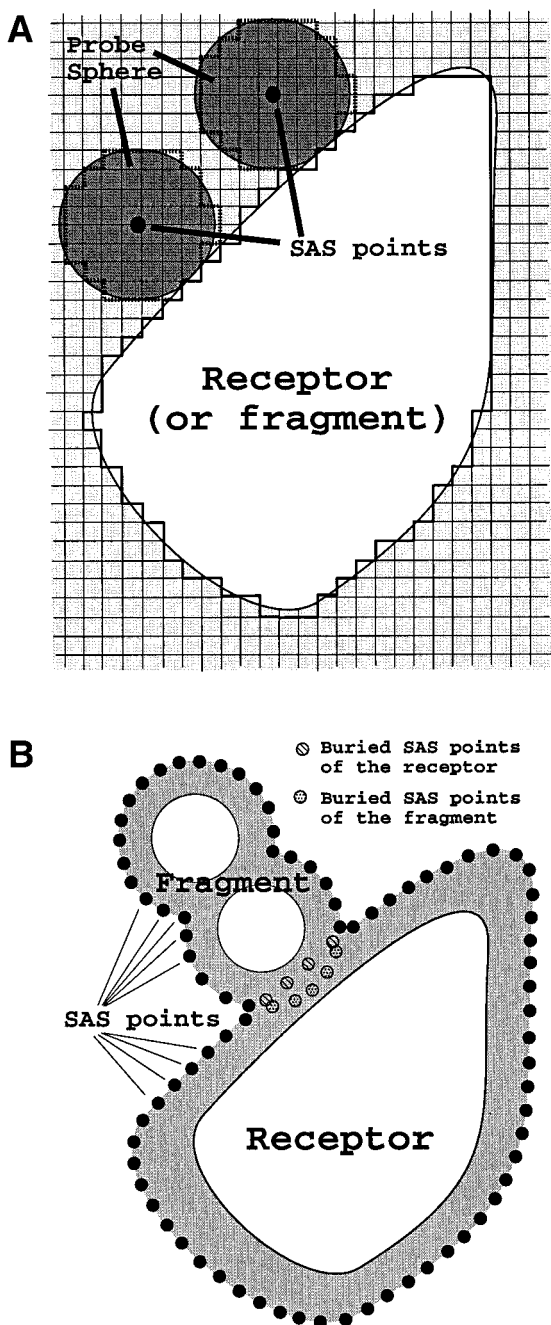 A
Probe
Sphere
SAS points
Receptor
(or fragment)
B
Buried SAS points
of the receptor
Buried SAS points
of the fragment
Fragment
SAS points
Receptor